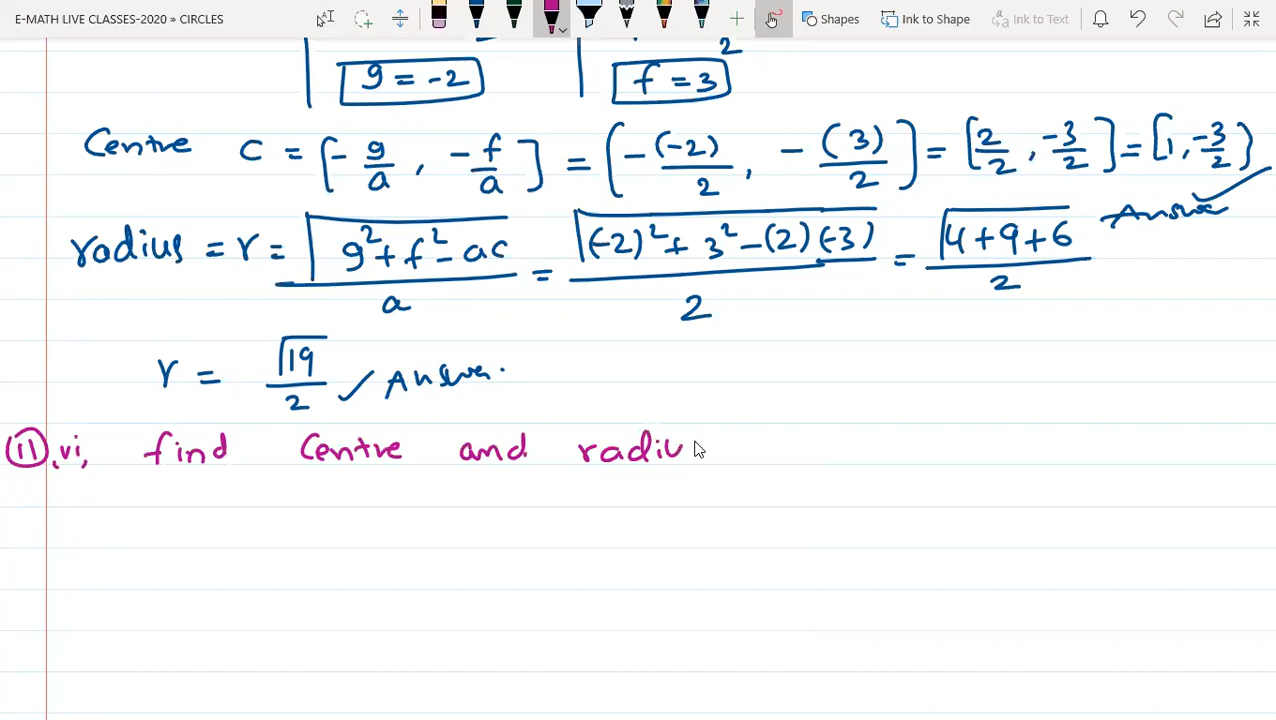 E-MATH LIVE CLASSES-2020 » CIRCLES Shapes Ink to Shape Ink to Text
2
g = -2 f = 3
Centre C = [-g/a, -f/a] = [-(-2)/2, -(3)/2] = [2/2, -3/2] = [1, -3/2)
Answer
radius = r = √(g²+f²-ac)/a = √((-2)²+3²-(2)(-3))/2 = √(4+9+6)/2
r = √19/2 ✓ Answer.
(11), vi, find Centre and radiu